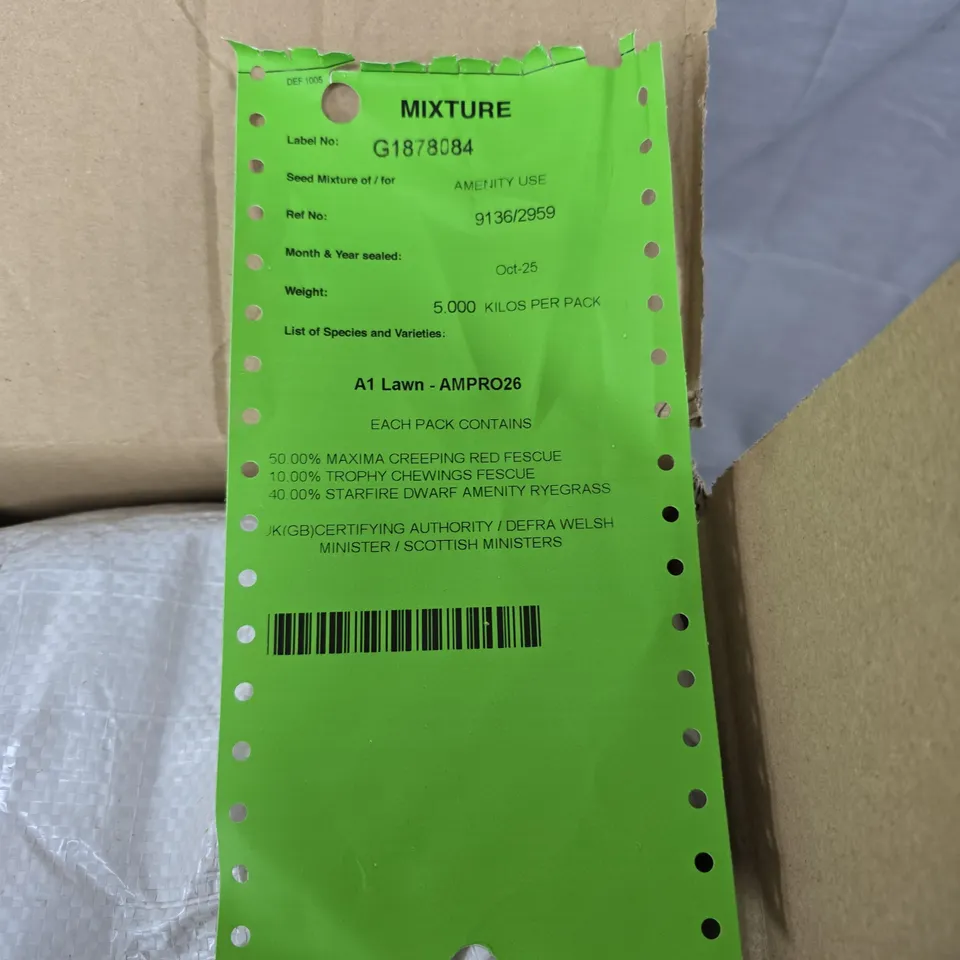 DEF 1005
MIXTURE
Label No: G1878084
Seed Mixture of / for AMENITY USE
Ref No: 9136/2959
Month & Year sealed: Oct-25
Weight: 5.000 KILOS PER PACK
List of Species and Varieties:
A1 Lawn - AMPRO26
EACH PACK CONTAINS
50.00% MAXIMA CREEPING RED FESCUE
10.00% TROPHY CHEWINGS FESCUE
40.00% STARFIRE DWARF AMENITY RYEGRASS
UK(GB)CERTIFYING AUTHORITY / DEFRA WELSH
MINISTER / SCOTTISH MINISTERS